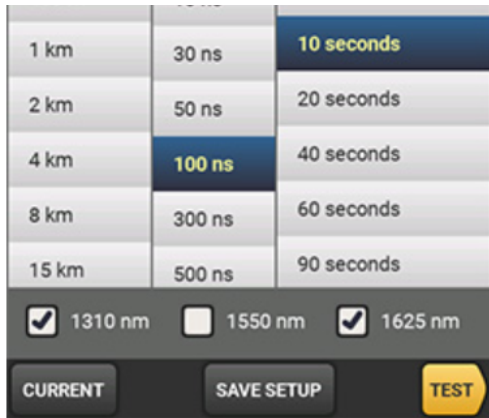 1 km
30 ns
10 seconds
2 km
50 ns
20 seconds
4 km
100 ns
40 seconds
8 km
300 ns
60 seconds
15 km
500 ns
90 seconds
1310 nm
1550 nm
1625 nm
CURRENT
SAVE SETUP
TEST